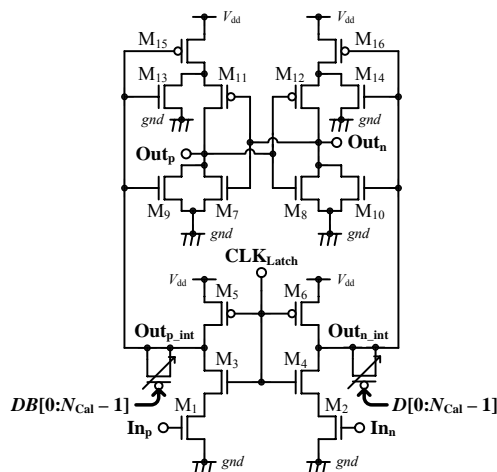 Vdd Vdd
M15 M16
M13 M11 M12 M14
gnd gnd
Outp Outn
M9 M7 M8 M10
gnd gnd
CLKLatch
Vdd Vdd
M5 M6
Outp_int Outn_int
M3 M4
DB[0:NCal − 1] M1 M2 D[0:NCal − 1]
Inp Inn
gnd gnd